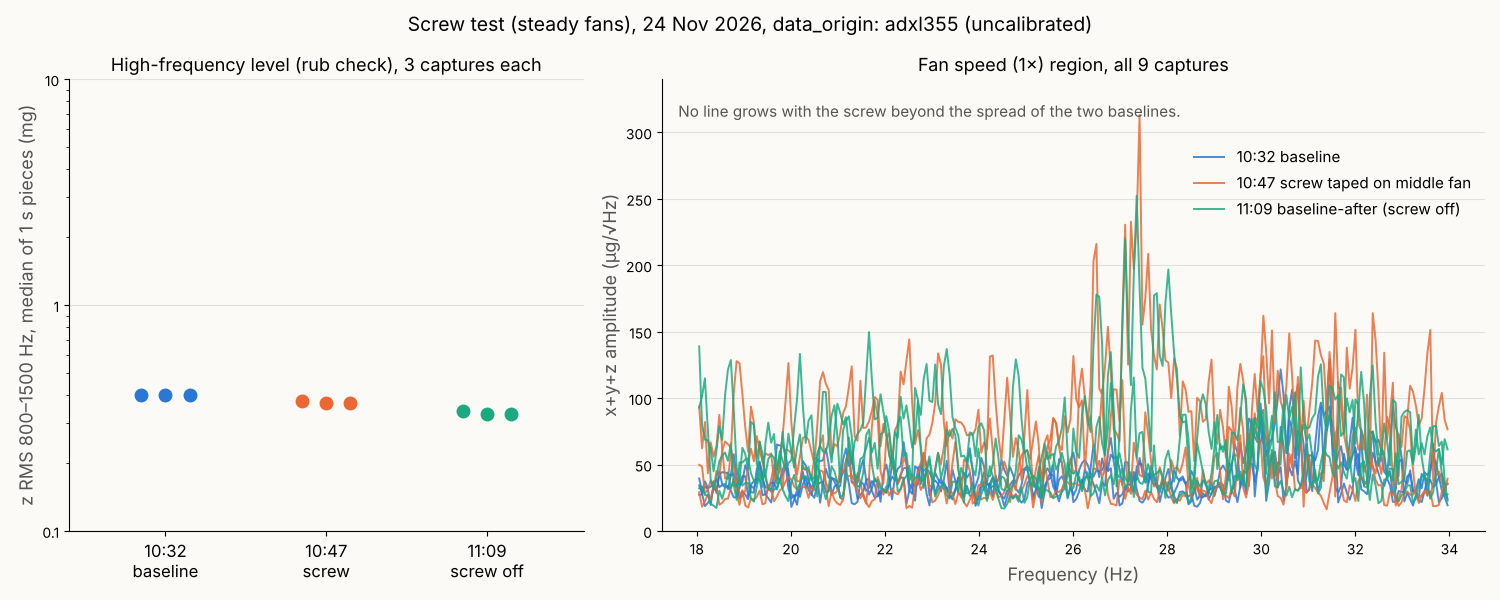 Screw test (steady fans), 24 Nov 2026, data_origin: adxl355 (uncalibrated)
High-frequency level (rub check), 3 captures each
z RMS 800–1500 Hz, median of 1 s pieces (mg)
10
1
0.1
10:32
baseline
10:47
screw
11:09
screw off
Fan speed (1×) region, all 9 captures
No line grows with the screw beyond the spread of the two baselines.
10:32 baseline
10:47 screw taped on middle fan
11:09 baseline-after (screw off)
x+y+z amplitude (µg/√Hz)
300
250
200
150
100
50
0
18 20 22 24 26 28 30 32 34
Frequency (Hz)